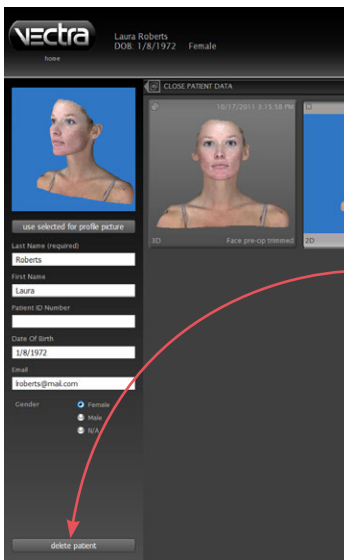 vectra
home
Laura Roberts
DOB: 1/8/1972 Female
CLOSE PATIENT DATA
10/17/2011 3:15:58 PM
3D Face pre-op trimmed
2D
use selected for profile picture
Last Name (required)
Roberts
First Name
Laura
Patient ID Number
Date Of Birth
1/8/1972
Email
lroberts@mail.com
Gender
Female
Male
N/A
delete patient